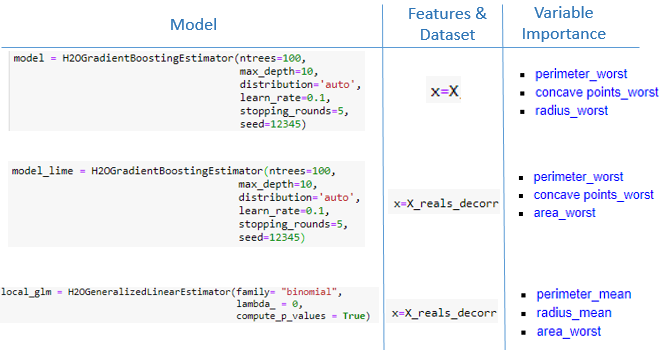 Model
Features &
Dataset
Variable
Importance
model = H2OGradientBoostingEstimator(ntrees=100,
max_depth=10,
distribution='auto',
learn_rate=0.1,
stopping_rounds=5,
seed=12345)
x=X
perimeter_worst
concave points_worst
radius_worst
model_lime = H2OGradientBoostingEstimator(ntrees=100,
max_depth=10,
distribution='auto',
learn_rate=0.1,
stopping_rounds=5,
seed=12345)
x=X_reals_decorr
perimeter_worst
concave points_worst
area_worst
local_glm = H2OGeneralizedLinearEstimator(family= "binomial",
lambda_ = 0,
compute_p_values = True)
x=X_reals_decorr
perimeter_mean
radius_mean
area_worst